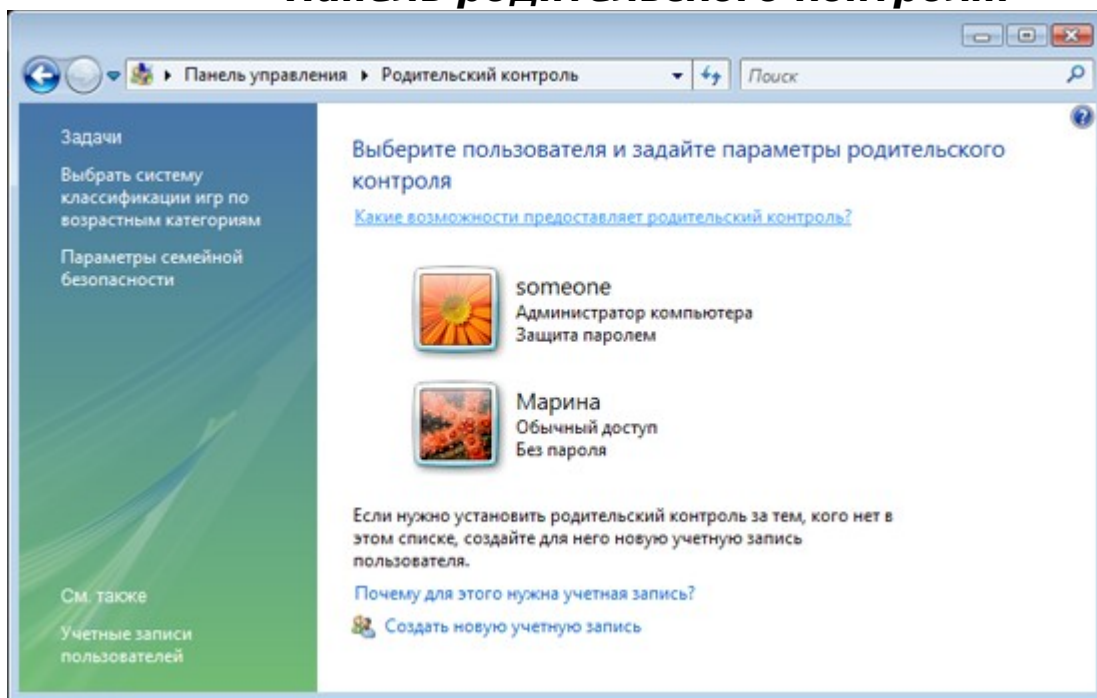 Панель родительского контроля
Панель управления ▸ Родительский контроль
Поиск
Задачи
Выбрать систему
классификации игр по
возрастным категориям
Параметры семейной
безопасности
Выберите пользователя и задайте параметры родительского
контроля
Какие возможности предоставляет родительский контроль?
someone
Администратор компьютера
Защита паролем
Марина
Обычный доступ
Без пароля
Если нужно установить родительский контроль за тем, кого нет в
этом списке, создайте для него новую учетную запись
пользователя.
Почему для этого нужна учетная запись?
Создать новую учетную запись
См. также
Учетные записи
пользователей